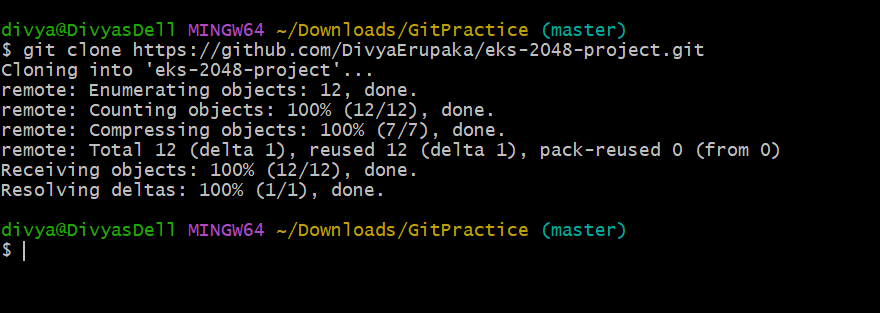 divya@DivyasDell MINGW64 ~/Downloads/GitPractice (master)
$ git clone https://github.com/DivyaErupaka/eks-2048-project.git
Cloning into 'eks-2048-project'...
remote: Enumerating objects: 12, done.
remote: Counting objects: 100% (12/12), done.
remote: Compressing objects: 100% (7/7), done.
remote: Total 12 (delta 1), reused 12 (delta 1), pack-reused 0 (from 0)
Receiving objects: 100% (12/12), done.
Resolving deltas: 100% (1/1), done.
divya@DivyasDell MINGW64 ~/Downloads/GitPractice (master)
$